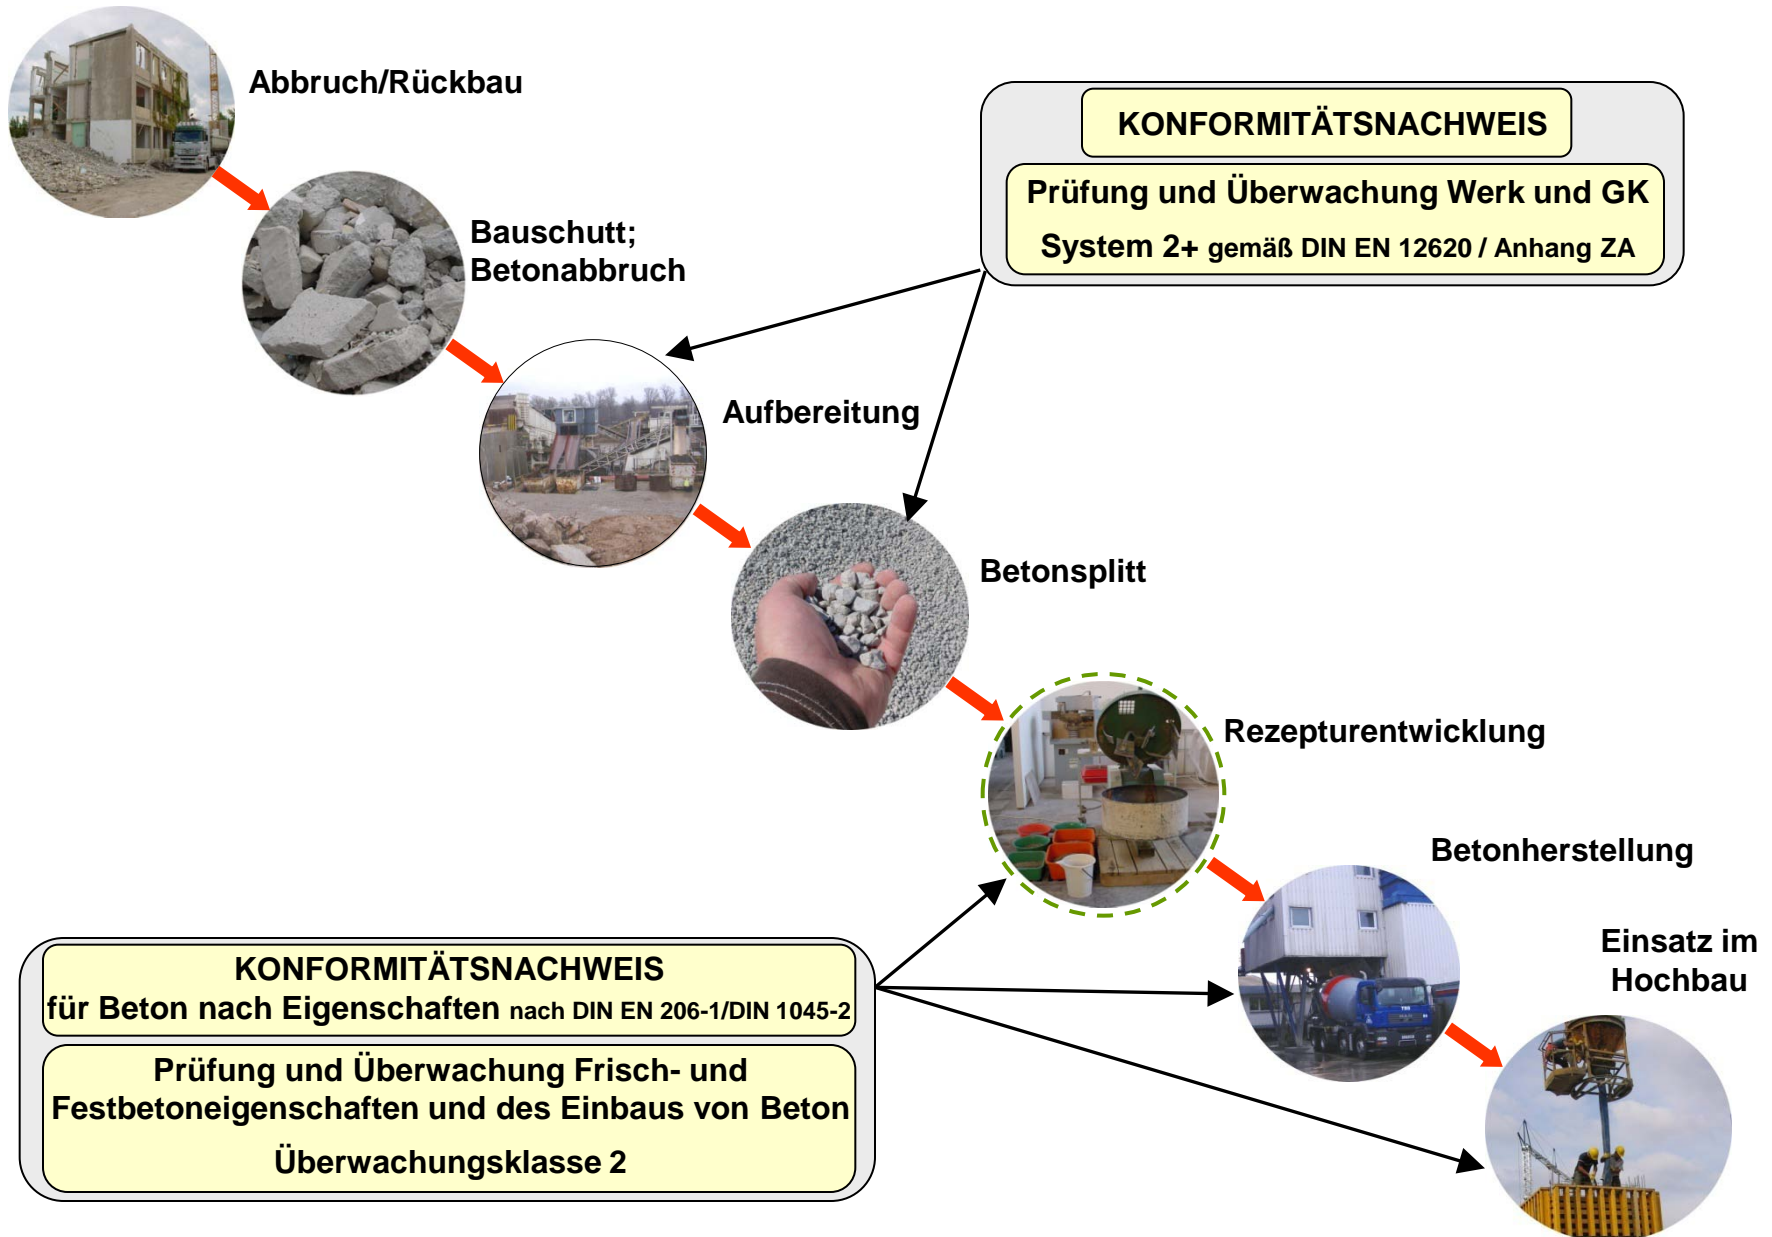 Abbruch/Rückbau
KONFORMITÄTSNACHWEIS
Prüfung und Überwachung Werk und GK
System 2+ gemäß DIN EN 12620 / Anhang ZA
Bauschutt;
Betonabbruch
Aufbereitung
Betonsplitt
Rezepturentwicklung
Betonherstellung
Einsatz im
Hochbau
KONFORMITÄTSNACHWEIS
für Beton nach Eigenschaften nach DIN EN 206-1/DIN 1045-2
Prüfung und Überwachung Frisch- und
Festbetoneigenschaften und des Einbaus von Beton
Überwachungsklasse 2